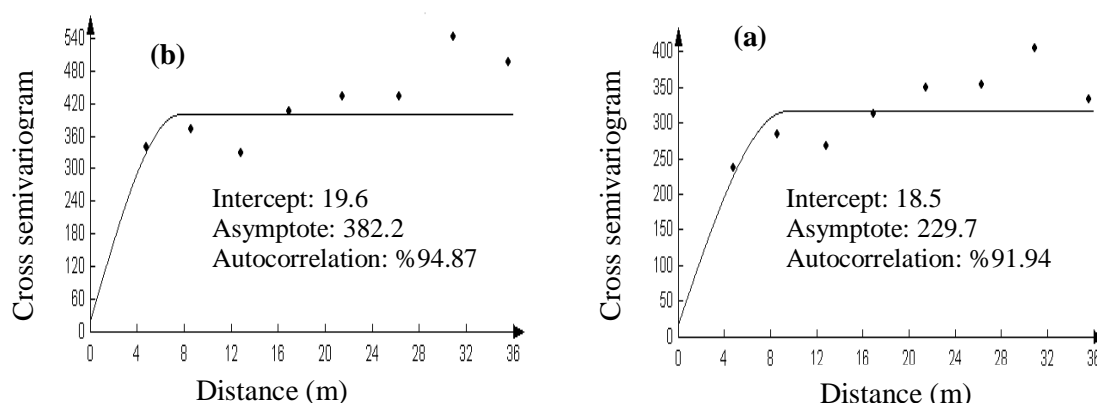 (b)
Cross semivariogram
540
480
420
360
300
240
180
120
60
0
Intercept: 19.6
Asymptote: 382.2
Autocorrelation: %94.87
0 4 8 12 16 20 24 28 32 36
Distance (m)
(a)
Cross semivariogram
400
350
300
250
200
150
100
50
0
Intercept: 18.5
Asymptote: 229.7
Autocorrelation: %91.94
0 4 8 12 16 20 24 28 32 36
Distance (m)